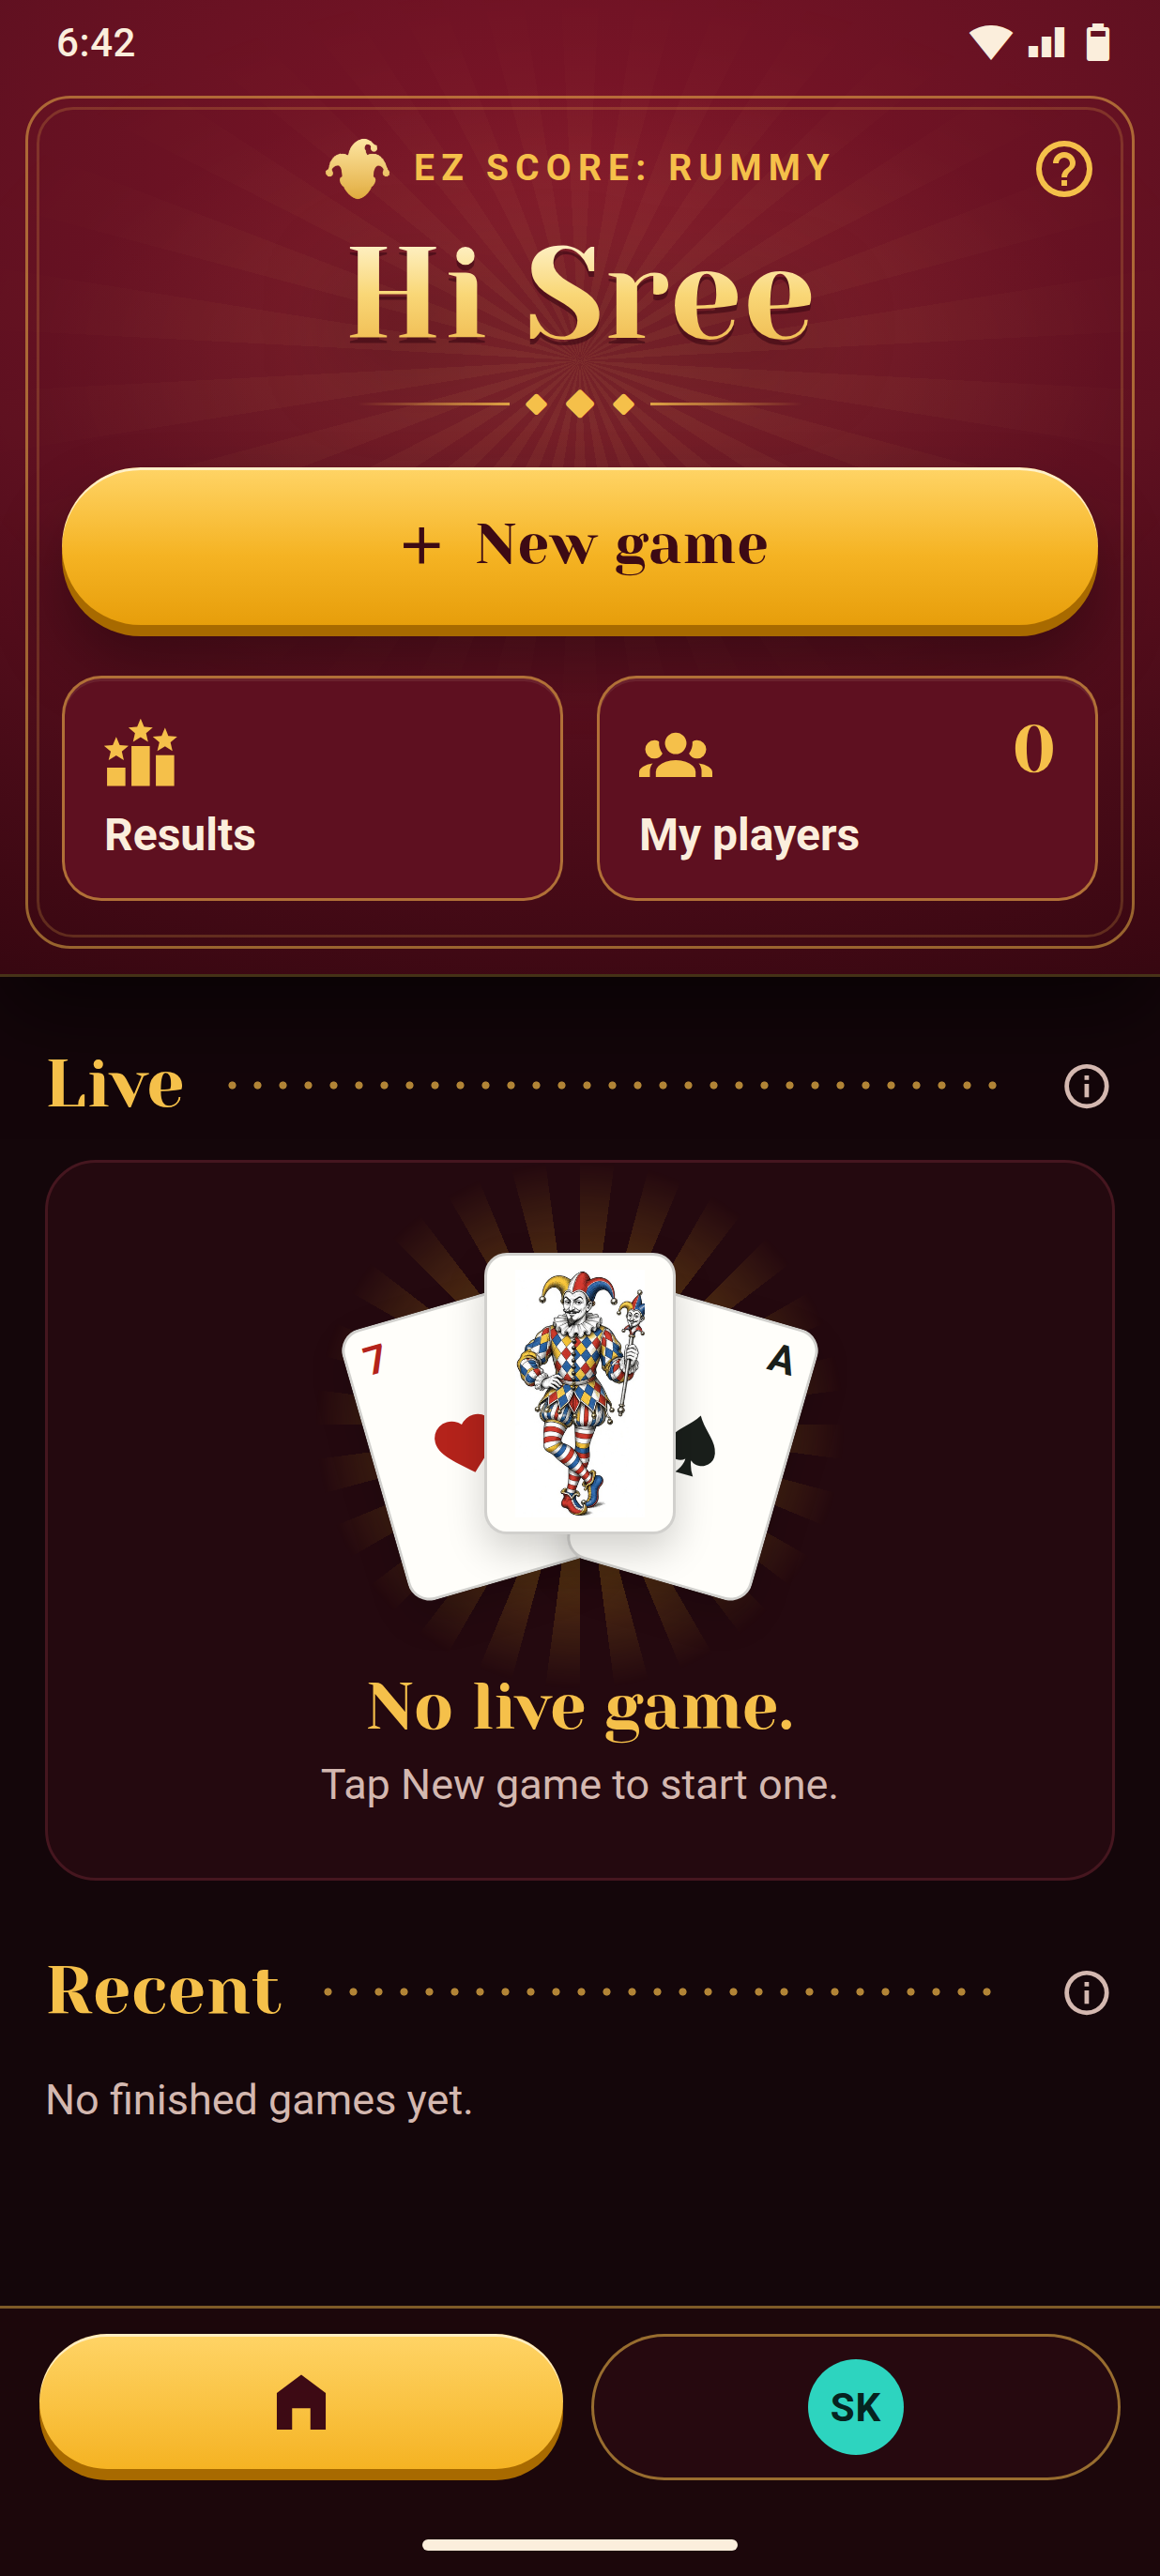 6:42
EZ SCORE: RUMMY
Hi Sree
+ New game
0
Results
My players
Live
7
A
No live game.
Tap New game to start one.
Recent
No finished games yet.
SK